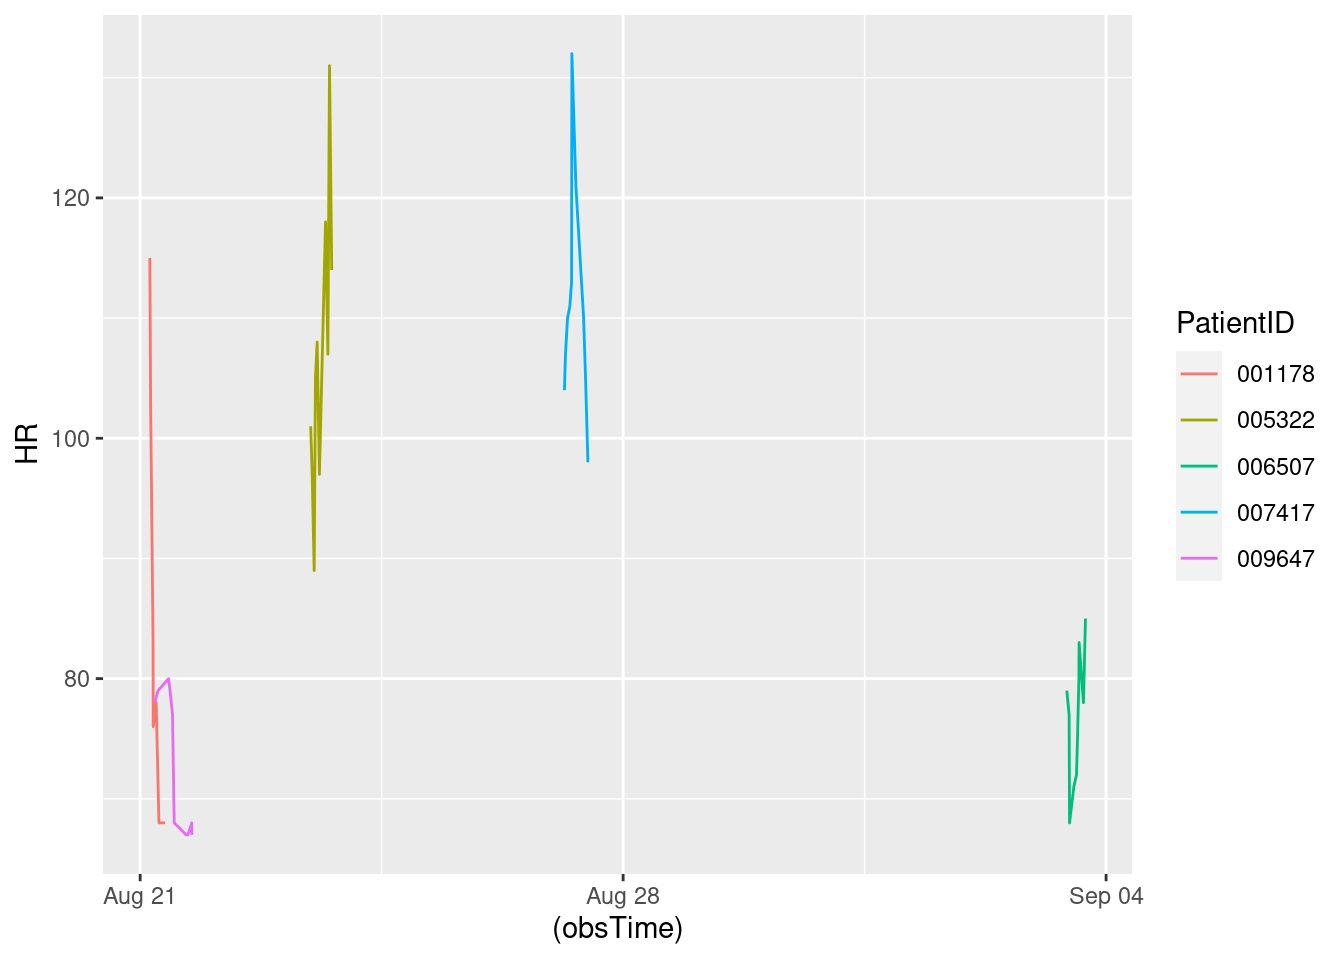 HR
120
100
80
Aug 21
Aug 28
Sep 04
(obsTime)
PatientID
001178
005322
006507
007417
009647